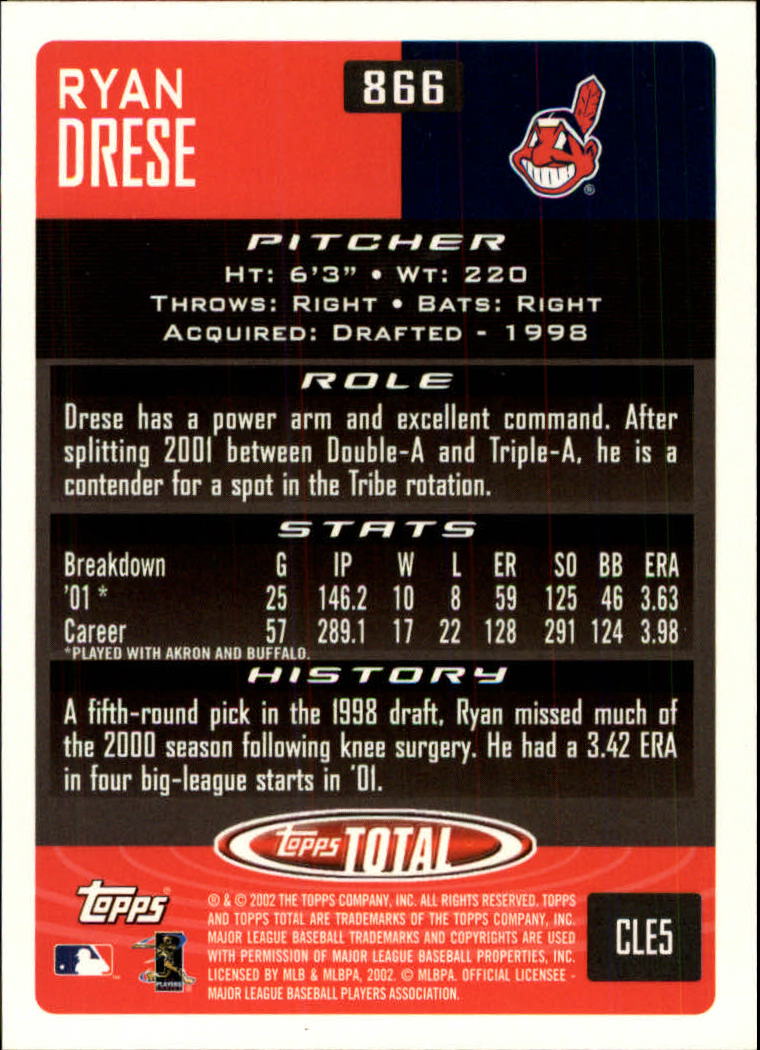 RYAN
DRESE
866
®
PITCHER
HT: 6'3" • WT: 220
THROWS: RIGHT • BATS: RIGHT
ACQUIRED: DRAFTED - 1998
ROLE
Drese has a power arm and excellent command. After
splitting 2001 between Double-A and Triple-A, he is a
contender for a spot in the Tribe rotation.
STATS
Breakdown G IP W L ER SO BB ERA
'01 * 25 146.2 10 8 59 125 46 3.63
Career 57 289.1 17 22 128 291 124 3.98
*PLAYED WITH AKRON AND BUFFALO.
HISTORY
A fifth-round pick in the 1998 draft, Ryan missed much of
the 2000 season following knee surgery. He had a 3.42 ERA
in four big-league starts in '01.
Topps TOTAL
Topps®
® & © 2002 THE TOPPS COMPANY, INC. ALL RIGHTS RESERVED. TOPPS
AND TOPPS TOTAL ARE TRADEMARKS OF THE TOPPS COMPANY, INC.
MAJOR LEAGUE BASEBALL TRADEMARKS AND COPYRIGHTS ARE USED
WITH PERMISSION OF MAJOR LEAGUE BASEBALL PROPERTIES, INC.
LICENSED BY MLB & MLBPA, 2002. © MLBPA. OFFICIAL LICENSEE -
MAJOR LEAGUE BASEBALL PLAYERS ASSOCIATION.
CLE5
PLAYERS